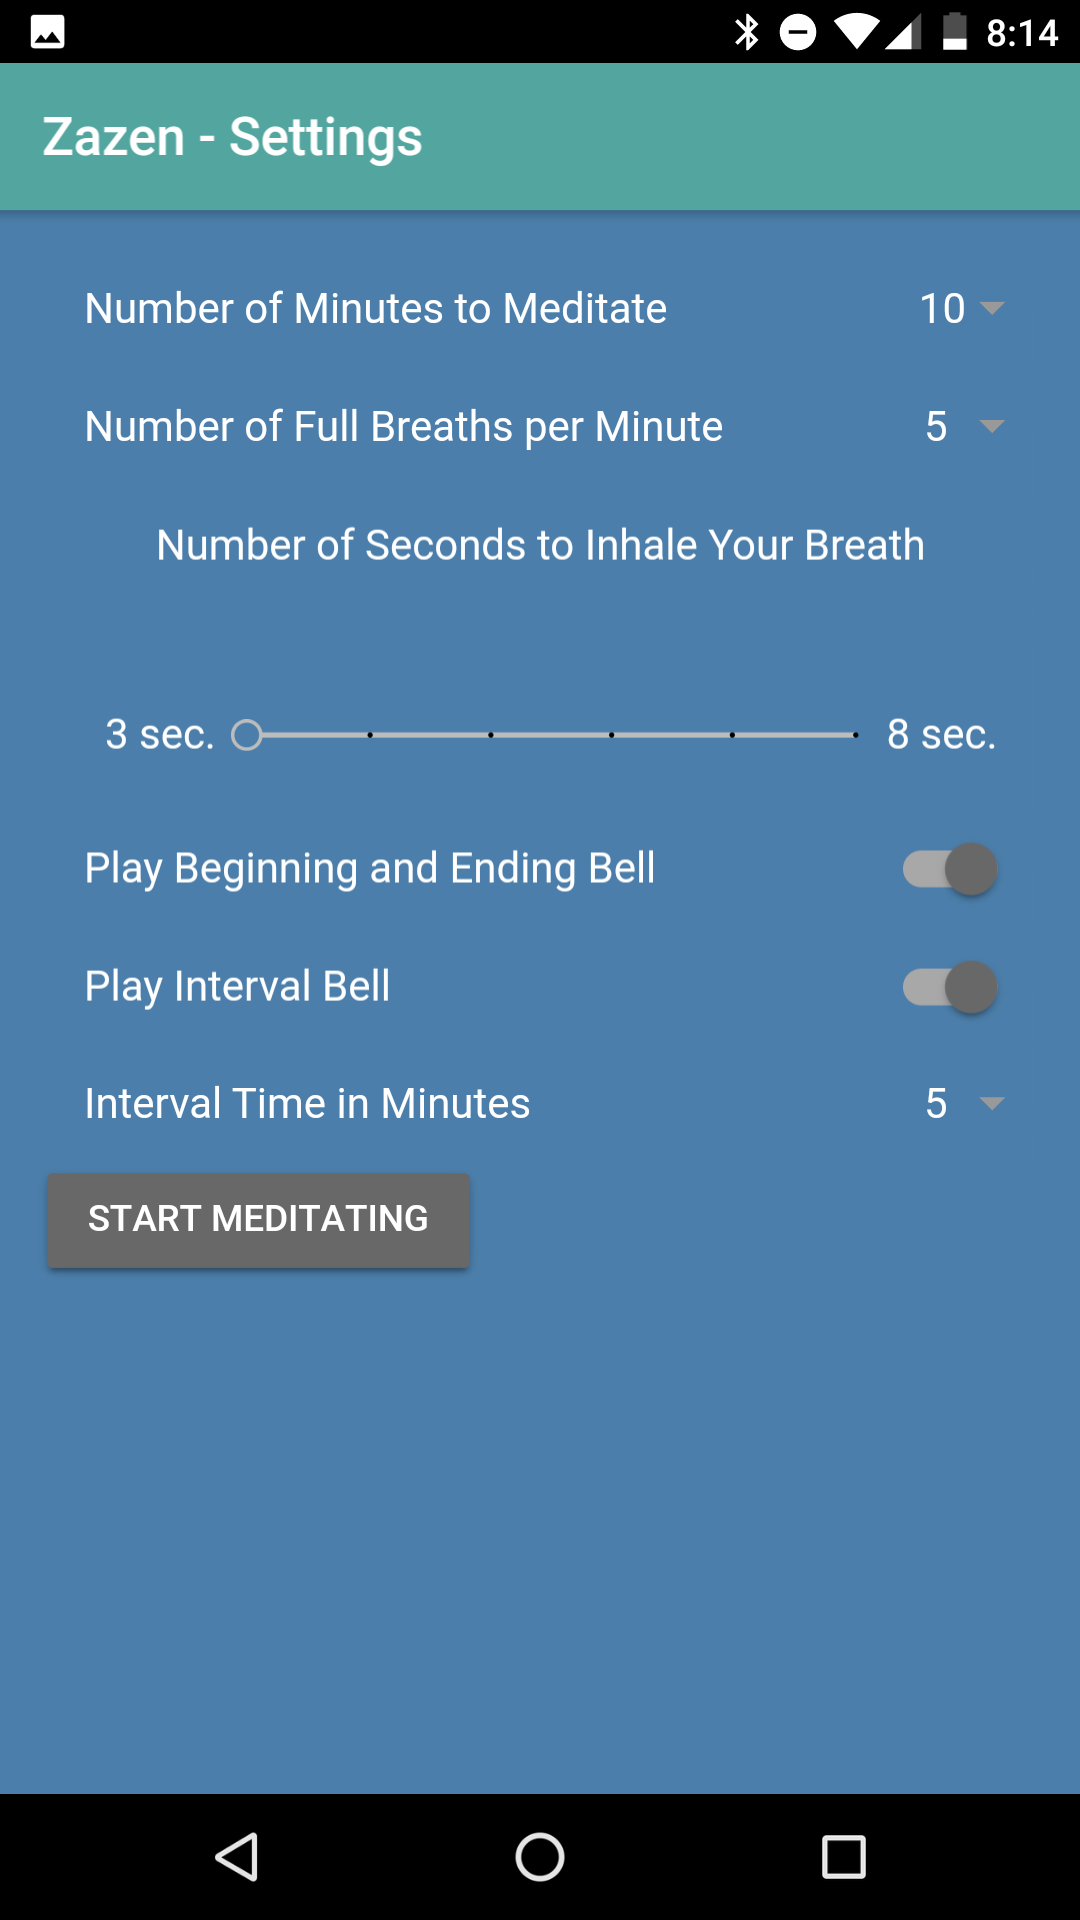 8:14
Zazen - Settings
Number of Minutes to Meditate 10
Number of Full Breaths per Minute 5
Number of Seconds to Inhale Your Breath
3 sec. 8 sec.
Play Beginning and Ending Bell
Play Interval Bell
Interval Time in Minutes 5
START MEDITATING